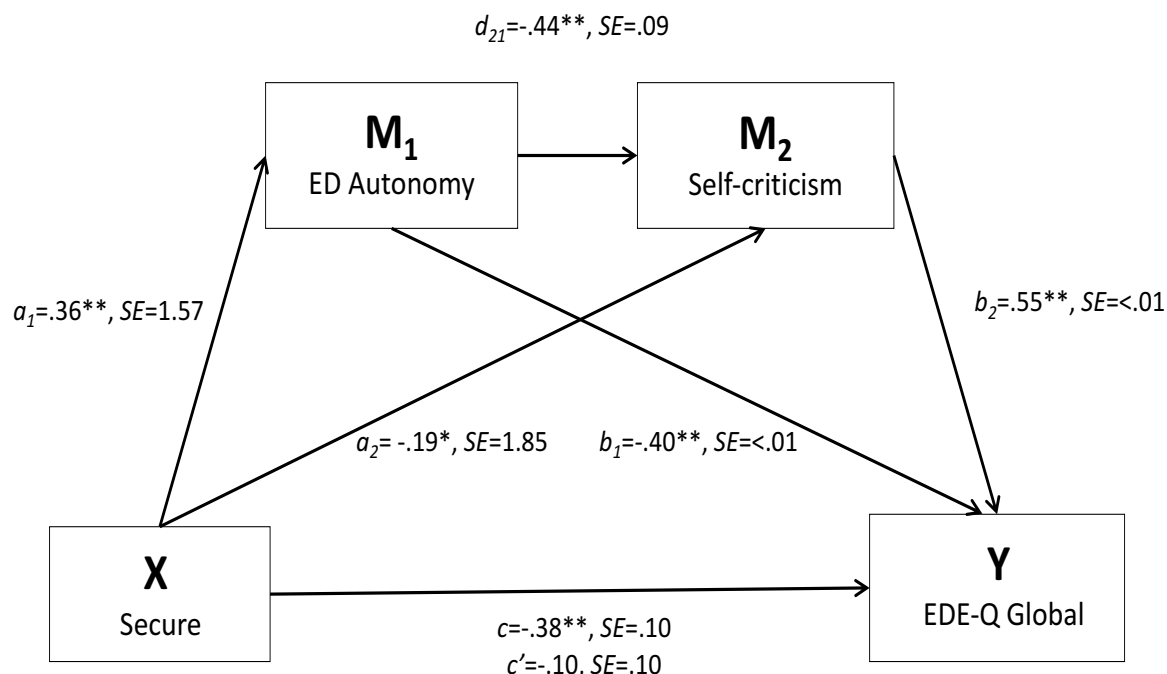 d21=-.44**, SE=.09
M1
ED Autonomy
M2
Self-criticism
a1=.36**, SE=1.57
b2=.55**, SE=<.01
a2= -.19*, SE=1.85
b1=-.40**, SE=<.01
X
Secure
Y
EDE-Q Global
c=-.38**, SE=.10
c’=-.10, SE=.10